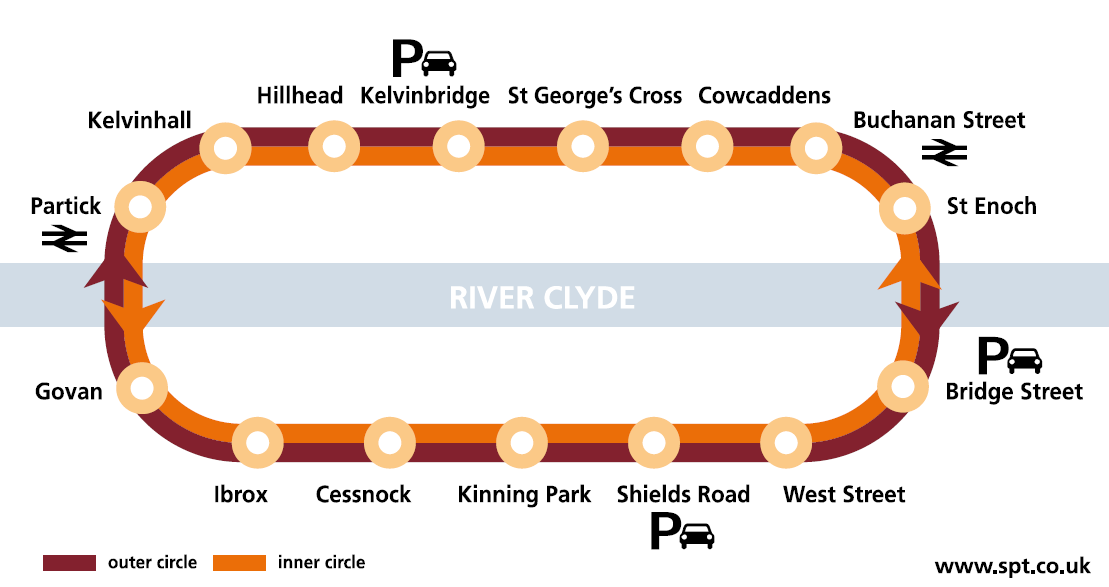 P
Hillhead Kelvinbridge St George's Cross Cowcaddens
Kelvinhall
Buchanan Street
Partick
St Enoch
RIVER CLYDE
P
Govan
Bridge Street
Ibrox Cessnock Kinning Park Shields Road West Street
P
outer circle inner circle
www.spt.co.uk